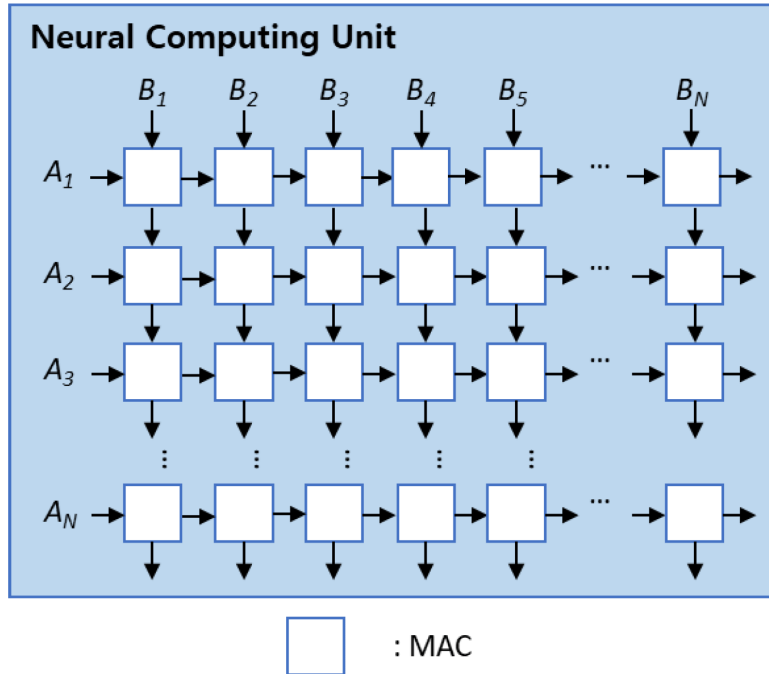 Neural Computing Unit
B1 B2 B3 B4 B5 BN
A1 ...
A2 ...
A3 ...
⋮ ⋮ ⋮ ⋮ ⋮
AN ...
: MAC